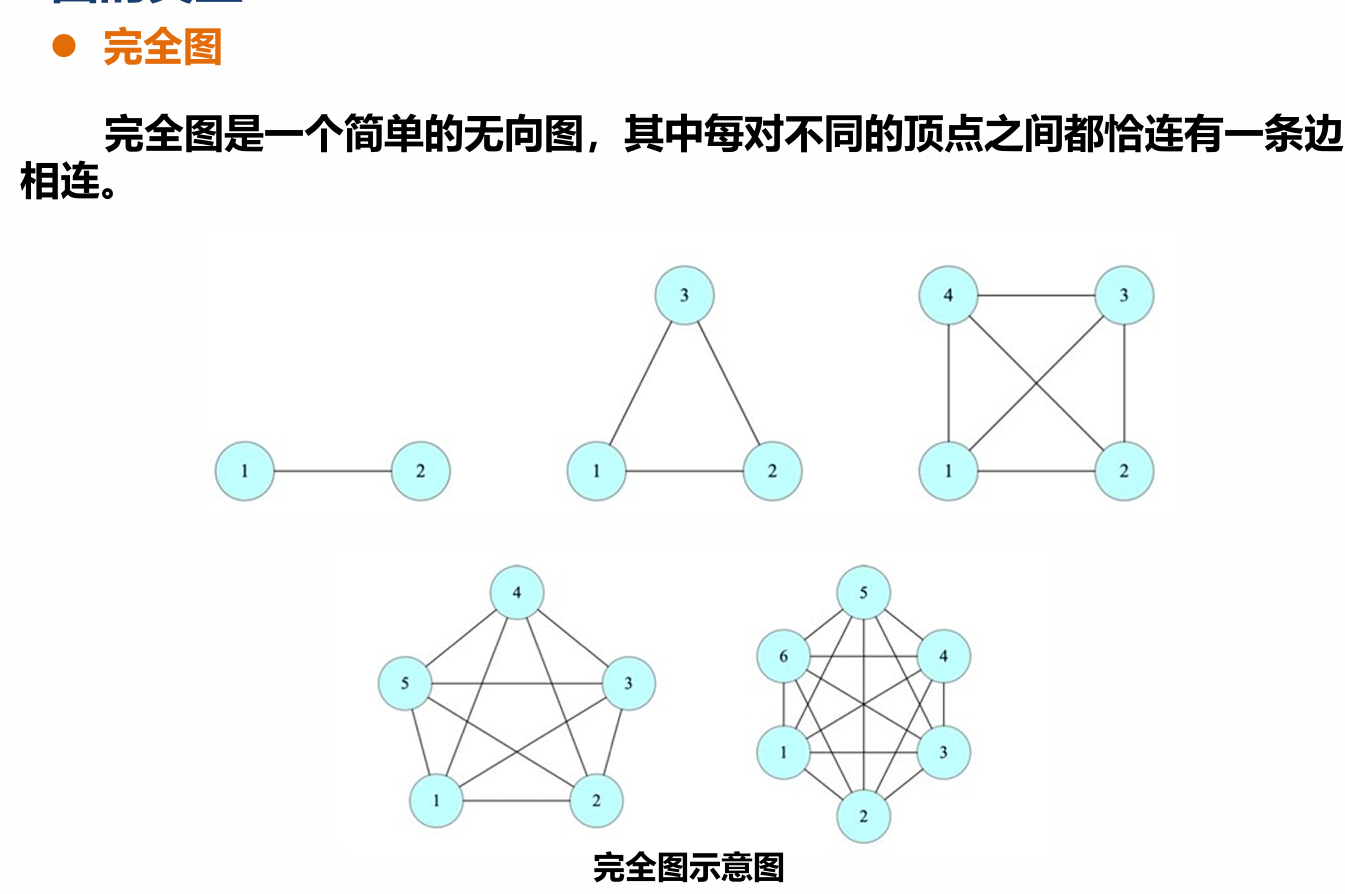 完全图
完全图是一个简单的无向图，其中每对不同的顶点之间都恰连有一条边
相连。
3
4 3
1 2 1 2 1 2
4 5
6 4
5 3
1 3
1 2
2
完全图示意图